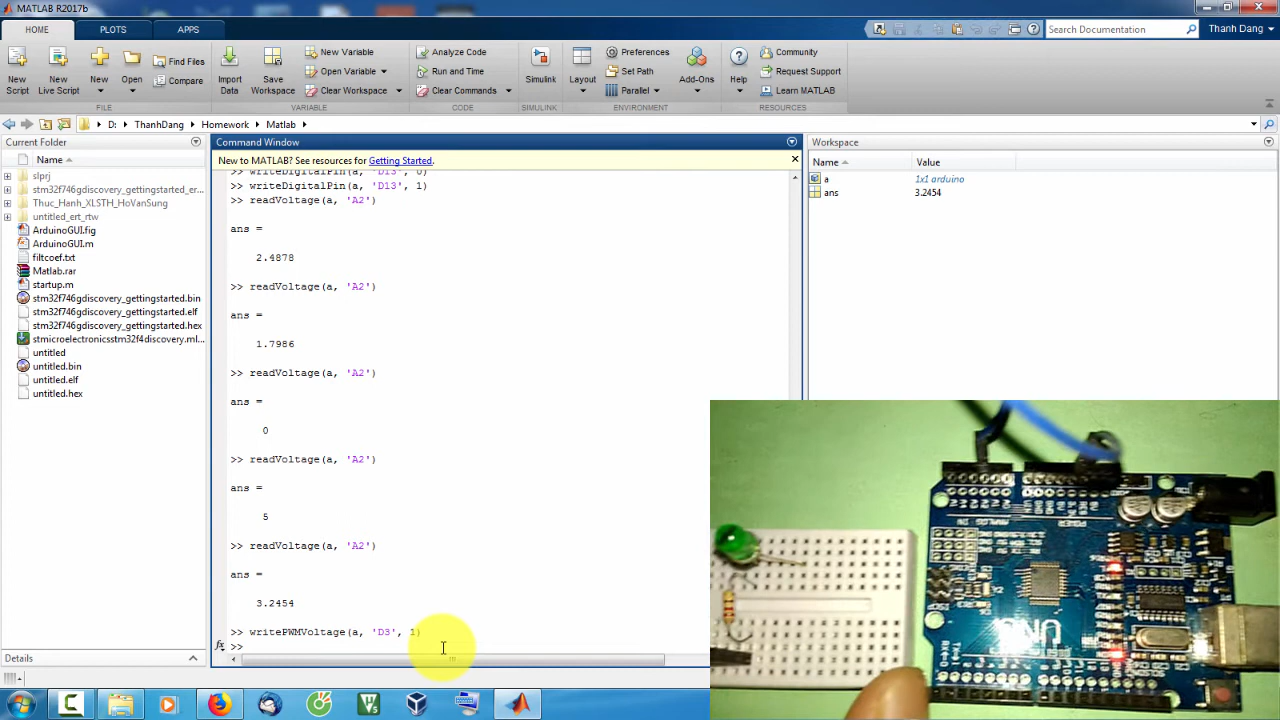 MATLAB R2017b
HOME
PLOTS
APPS
Search Documentation
Thanh Dang
New Script
New Live Script
New
Open
Find Files
Compare
Import Data
Save Workspace
New Variable
Open Variable
Clear Workspace
Analyze Code
Run and Time
Clear Commands
Simulink
Layout
Preferences
Set Path
Parallel
Add-Ons
Help
Community
Request Support
Learn MATLAB
FILE
VARIABLE
CODE
SIMULINK
ENVIRONMENT
RESOURCES
D: ThanhDang Homework Matlab
Current Folder
Name
slprj
stm32f746gdiscovery_gettingstarted_er...
Thuc_Hanh_XLSTH_HoVanSung
untitled_ert_rtw
ArduinoGUI.fig
ArduinoGUI.m
filtcoef.txt
Matlab.rar
startup.m
stm32f746gdiscovery_gettingstarted.bin
stm32f746gdiscovery_gettingstarted.elf
stm32f746gdiscovery_gettingstarted.hex
stmicroelectronicsstm32f4discovery.ml...
untitled
untitled.bin
untitled.elf
untitled.hex
Details
Command Window
New to MATLAB? See resources for Getting Started.
>> writeDigitalPin(a, 'D13', 0)
>> writeDigitalPin(a, 'D13', 1)
>> readVoltage(a, 'A2')
ans =
2.4878
>> readVoltage(a, 'A2')
ans =
1.7986
>> readVoltage(a, 'A2')
ans =
0
>> readVoltage(a, 'A2')
ans =
5
>> readVoltage(a, 'A2')
ans =
3.2454
>> writePWMVoltage(a, 'D3', 1)
fx >>
Workspace
Name Value
a 1x1 arduino
ans 3.2454
UNO